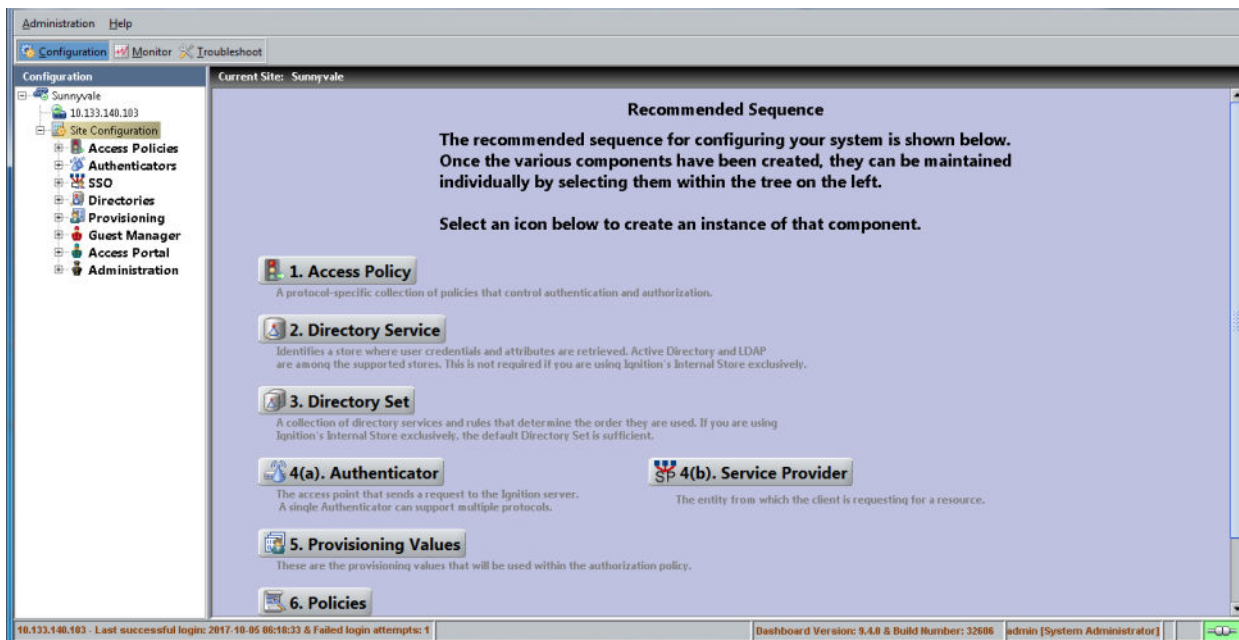 Administration Help
Configuration Monitor Troubleshoot
Configuration
Current Site: Sunnyvale
Sunnyvale
10.133.140.103
Site Configuration
Access Policies
Authenticators
SSO
Directories
Provisioning
Guest Manager
Access Portal
Administration
Recommended Sequence
The recommended sequence for configuring your system is shown below.
Once the various components have been created, they can be maintained
individually by selecting them within the tree on the left.
Select an icon below to create an instance of that component.
1. Access Policy
A protocol-specific collection of policies that control authentication and authorization.
2. Directory Service
Identifies a store where user credentials and attributes are retrieved. Active Directory and LDAP
are among the supported stores. This is not required if you are using Ignition's Internal Store exclusively.
3. Directory Set
A collection of directory services and rules that determine the order they are used. If you are using
Ignition's Internal Store exclusively, the default Directory Set is sufficient.
4(a). Authenticator
The access point that sends a request to the Ignition server.
A single Authenticator can support multiple protocols.
SP 4(b). Service Provider
The entity from which the client is requesting for a resource.
5. Provisioning Values
These are the provisioning values that will be used within the authorization policy.
6. Policies
10.133.140.103 - Last successful login: 2017-10-05 06:18:33 & Failed login attempts: 1
Dashboard Version: 9.4.0 & Build Number: 32606
admin [System Administrator]